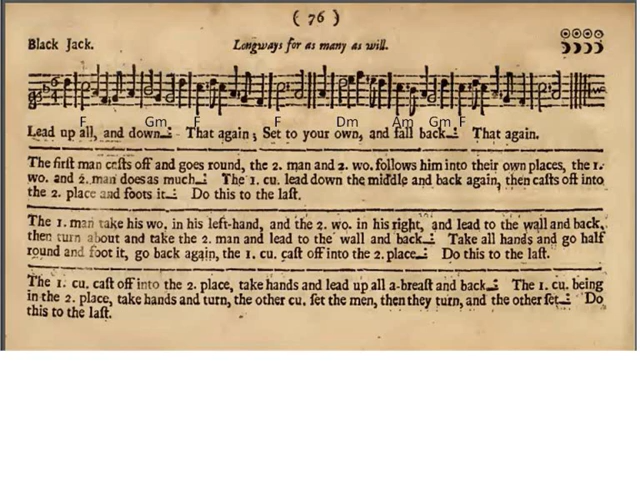 ( 76 )
Black Jack. Longways for as many as will.
F Gm F F Dm Am Gm F
Lead up all, and down.: That again; Set to your own, and fall back.: That again.
The firſt man caſts off and goes round, the 2. man and 2. wo. follows him into their own places, the 1.
wo. and 2. man does as much.: The 1. cu. lead down the middle and back again, then caſts off into
the 2. place and foots it.: Do this to the laſt.
The 1. man take his wo. in his left-hand, and the 2. wo. in his right, and lead to the wall and back,
then turn about and take the 2. man and lead to the wall and back.: Take all hands and go half
round and foot it, go back again, the 1. cu. caſt off into the 2. place.: Do this to the laſt.
The 1. cu. caſt off into the 2. place, take hands and lead up all a-breaſt and back.: The 1. cu. being
in the 2. place, take hands and turn, the other cu. ſet the men, then they turn, and the other ſet.: Do
this to the laſt.